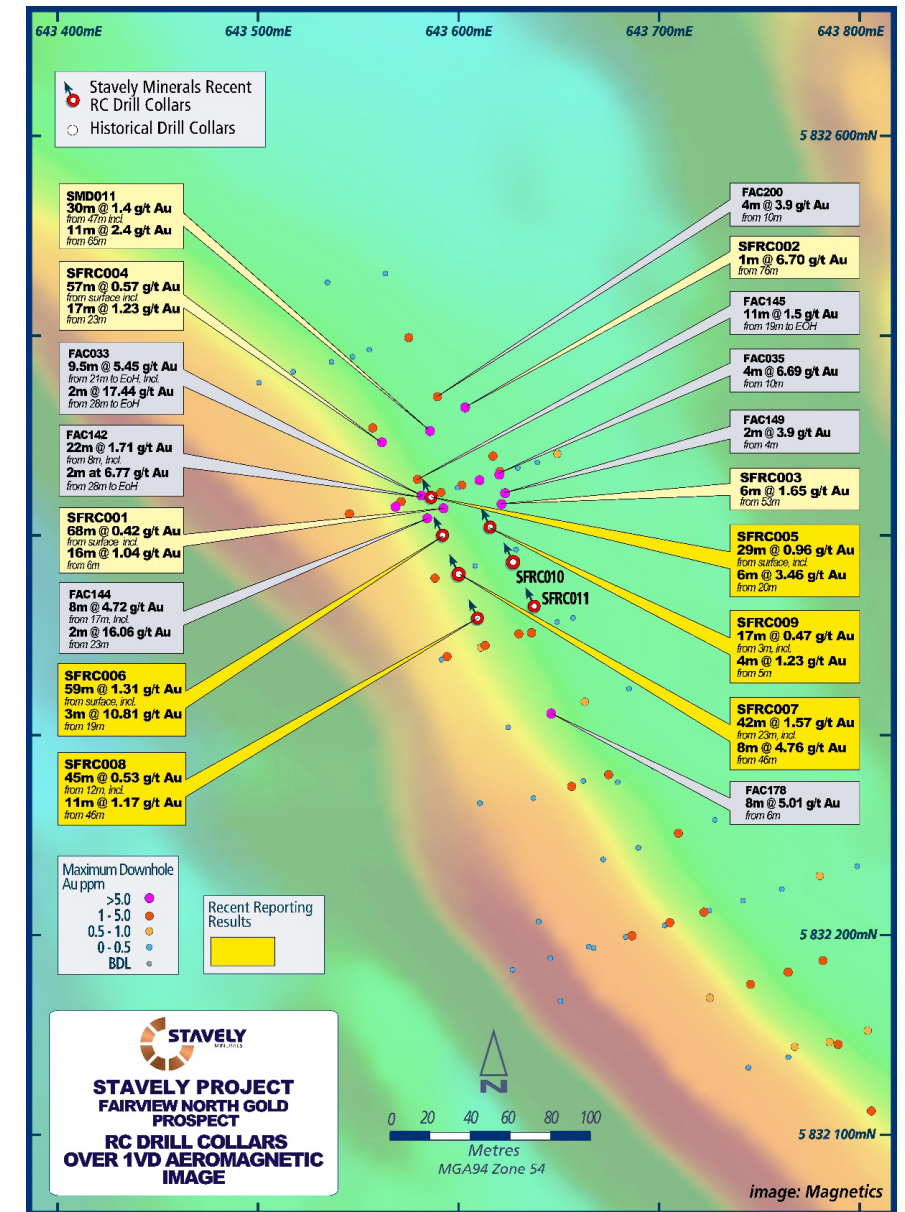 643 400mE
643 500mE
643 600mE
643 700mE
643 800mE
Stavely Minerals Recent
RC Drill Collars
Historical Drill Collars
5 832 600mN
SMD011
30m @ 1.4 g/t Au
from 47m incl.
11m @ 2.4 g/t Au
from 65m
SFRC004
57m @ 0.57 g/t Au
from surface incl.
17m @ 1.23 g/t Au
from 23m
FAC033
9.5m @ 5.45 g/t Au
from 21m to EoH, Incl.
2m @ 17.44 g/t Au
from 28m to EoH
FAC142
22m @ 1.71 g/t Au
from 8m, Incl.
2m at 6.77 g/t Au
from 28m to EoH
SFRC001
68m @ 0.42 g/t Au
from surface incl.
16m @ 1.04 g/t Au
from 6m
FAC144
8m @ 4.72 g/t Au
from 17m, Incl.
2m @ 16.06 g/t Au
from 23m
SFRC006
59m @ 1.31 g/t Au
from surface, incl.
3m @ 10.81 g/t Au
from 19m
SFRC008
45m @ 0.53 g/t Au
from 12m, incl.
11m @ 1.17 g/t Au
from 46m
FAC200
4m @ 3.9 g/t Au
from 10m
SFRC002
1m @ 6.70 g/t Au
from 76m
FAC145
11m @ 1.5 g/t Au
from 19m to EOH
FAC035
4m @ 6.69 g/t Au
from 10m
FAC149
2m @ 3.9 g/t Au
from 4m
SFRC003
6m @ 1.65 g/t Au
from 53m
SFRC005
29m @ 0.96 g/t Au
from surface, incl.
6m @ 3.46 g/t Au
from 20m
SFRC009
17m @ 0.47 g/t Au
from 3m, incl.
4m @ 1.23 g/t Au
from 5m
SFRC007
42m @ 1.57 g/t Au
from 23m, incl.
8m @ 4.76 g/t Au
from 46m
FAC178
8m @ 5.01 g/t Au
from 6m
SFRC010
SFRC011
Maximum Downhole
Au ppm
>5.0
1 - 5.0
0.5 - 1.0
0 - 0.5
BDL
Recent Reporting
Results
5 832 200mN
5 832 100mN
STAVELY
MINERALS
STAVELY PROJECT
FAIRVIEW NORTH GOLD
PROSPECT
RC DRILL COLLARS
OVER 1VD AEROMAGNETIC
IMAGE
N
0 20 40 60 80 100
Metres
MGA94 Zone 54
image: Magnetics